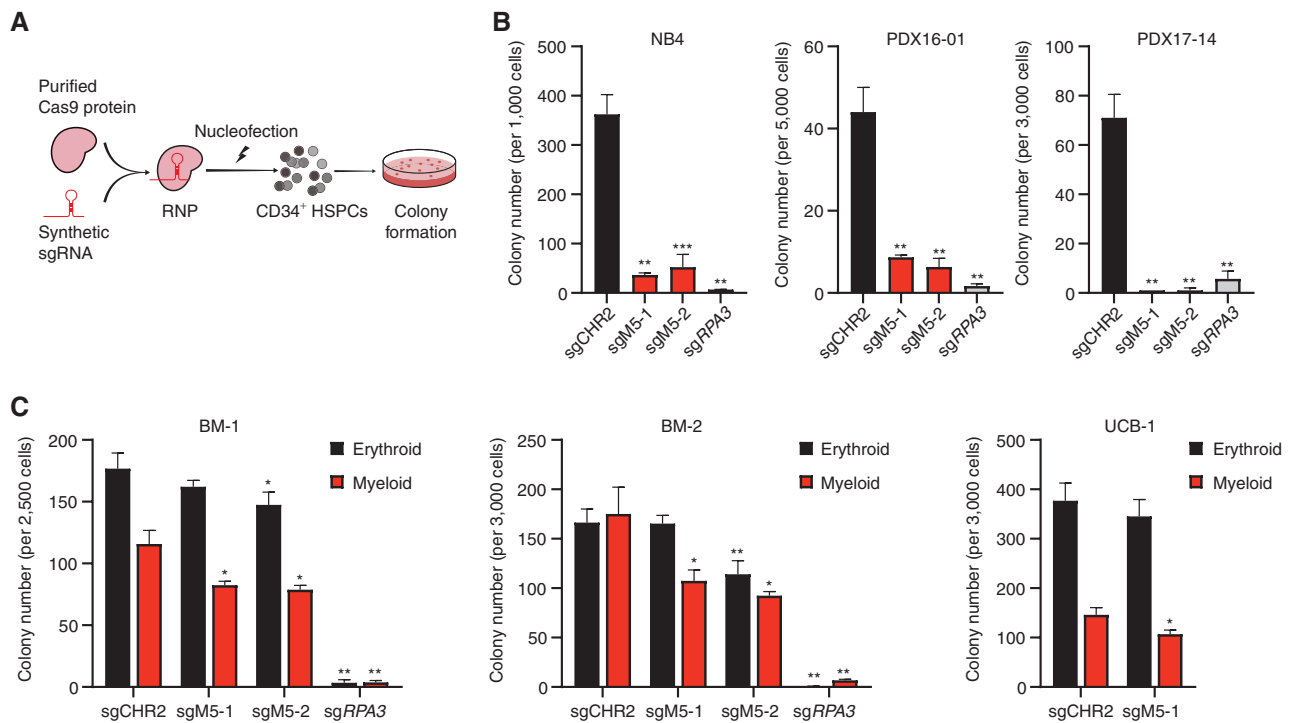 A
Purified
Cas9 protein
Nucleofection
RNP
CD34+ HSPCs
Colony
formation
Synthetic
sgRNA
B
NB4
Colony number (per 1,000 cells)
500
400
300
200
100
0
**
***
**
sgCHR2
sgM5-1
sgM5-2
sgRPA3
PDX16-01
Colony number (per 5,000 cells)
60
40
20
0
**
**
**
sgCHR2
sgM5-1
sgM5-2
sgRPA3
PDX17-14
Colony number (per 3,000 cells)
100
80
60
40
20
0
**
**
**
sgCHR2
sgM5-1
sgM5-2
sgRPA3
C
BM-1
Colony number (per 2,500 cells)
200
150
100
50
0
Erythroid
Myeloid
*
*
*
**
**
sgCHR2
sgM5-1
sgM5-2
sgRPA3
BM-2
Colony number (per 3,000 cells)
250
200
150
100
50
0
Erythroid
Myeloid
*
**
*
**
**
sgCHR2
sgM5-1
sgM5-2
sgRPA3
UCB-1
Colony number (per 3,000 cells)
500
400
300
200
100
0
Erythroid
Myeloid
*
sgCHR2
sgM5-1